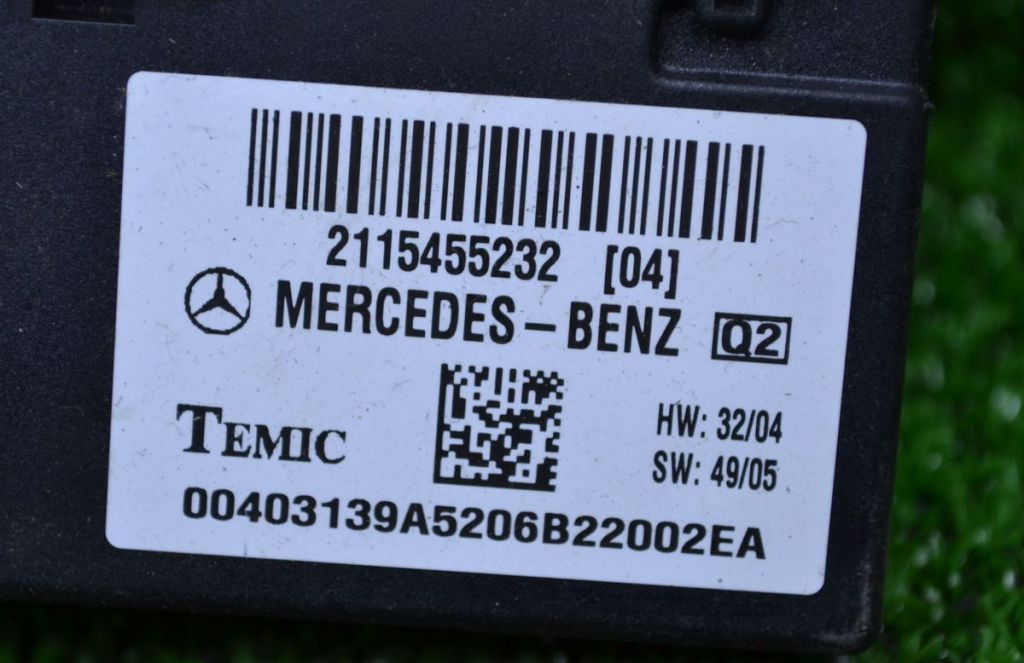 2115455232 [04]
MERCEDES-BENZ Q2
HW: 32/04
TEMIC
SW: 49/05
00403139A5206B22002EA